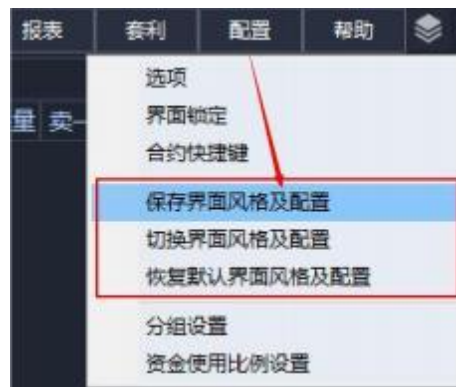 报表 套利 配置 帮助
量 卖一
选项
界面锁定
合约快捷键
保存界面风格及配置
切换界面风格及配置
恢复默认界面风格及配置
分组设置
资金使用比例设置